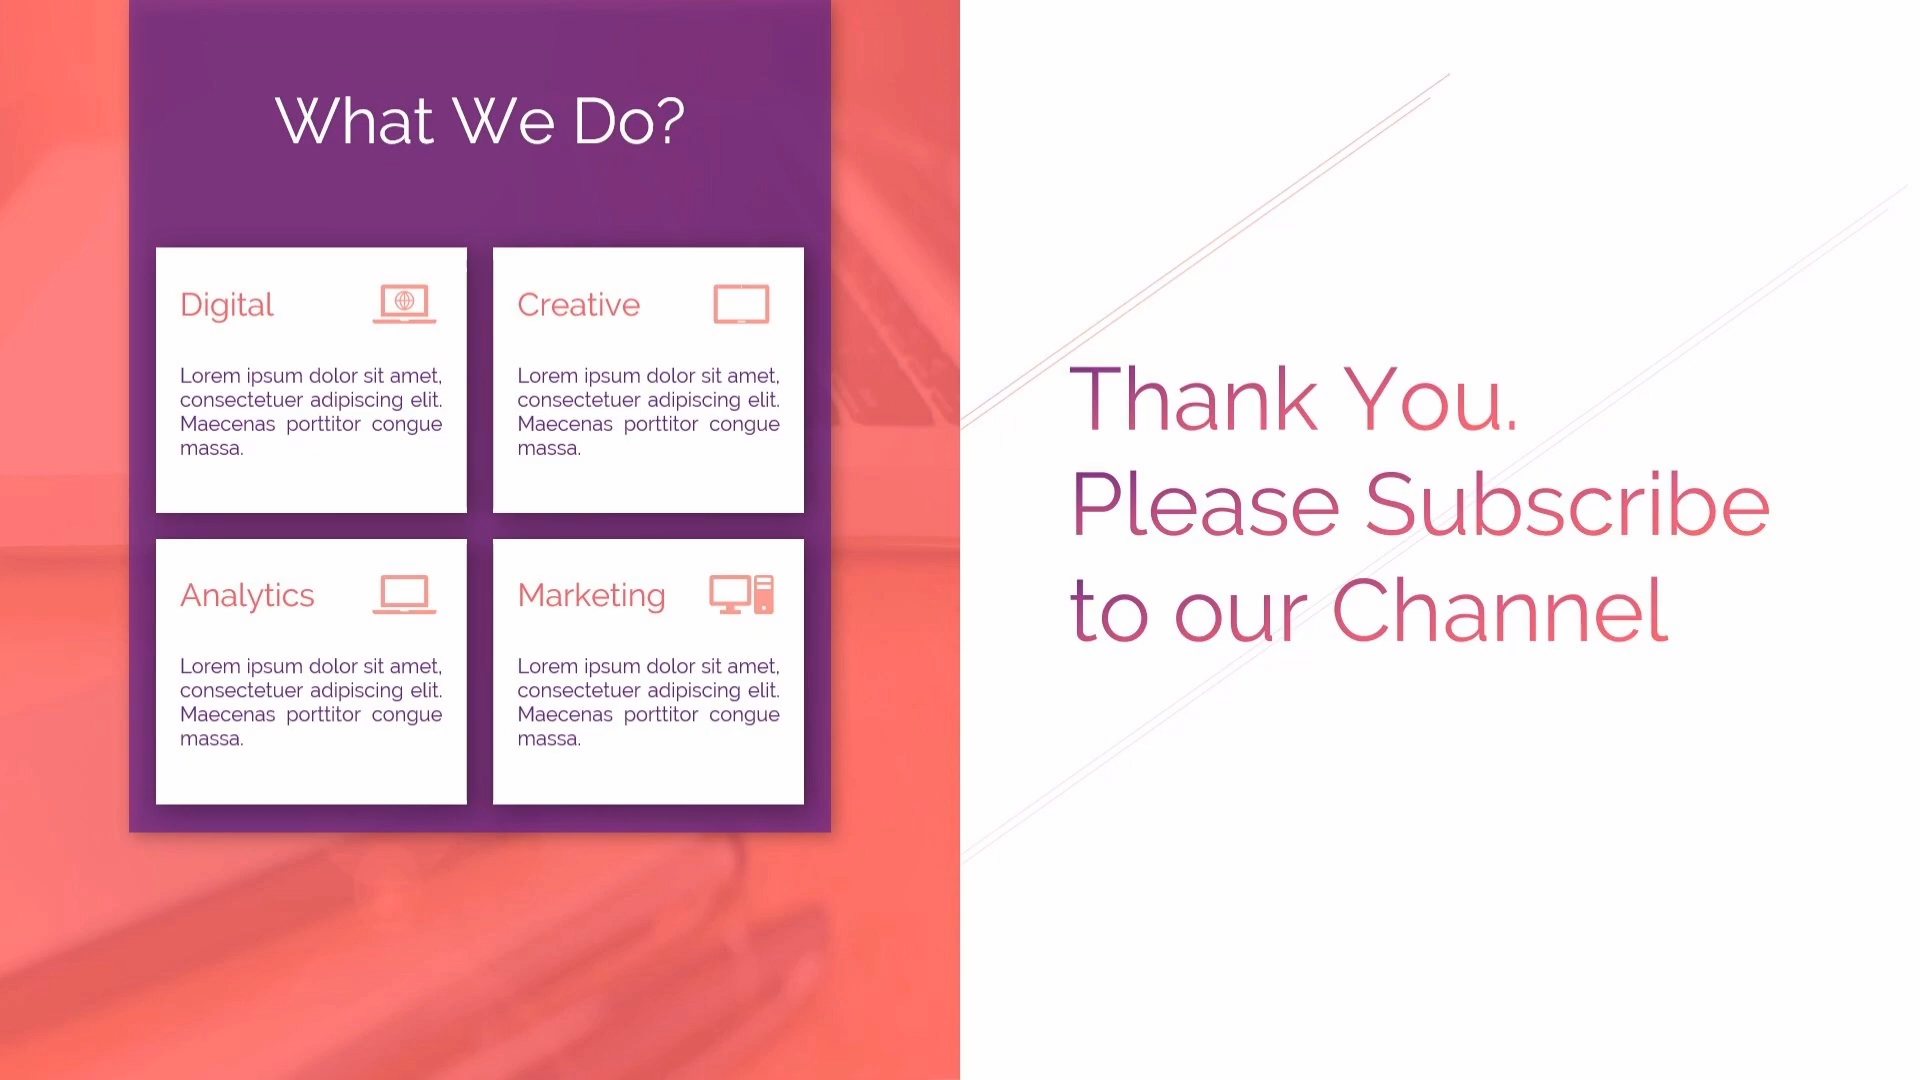 What We Do?
Digital
Lorem ipsum dolor sit amet,
consectetuer adipiscing elit.
Maecenas porttitor congue
massa.
Creative
Lorem ipsum dolor sit amet,
consectetuer adipiscing elit.
Maecenas porttitor congue
massa.
Analytics
Lorem ipsum dolor sit amet,
consectetuer adipiscing elit.
Maecenas porttitor congue
massa.
Marketing
Lorem ipsum dolor sit amet,
consectetuer adipiscing elit.
Maecenas porttitor congue
massa.
Thank You.
Please Subscribe
to our Channel